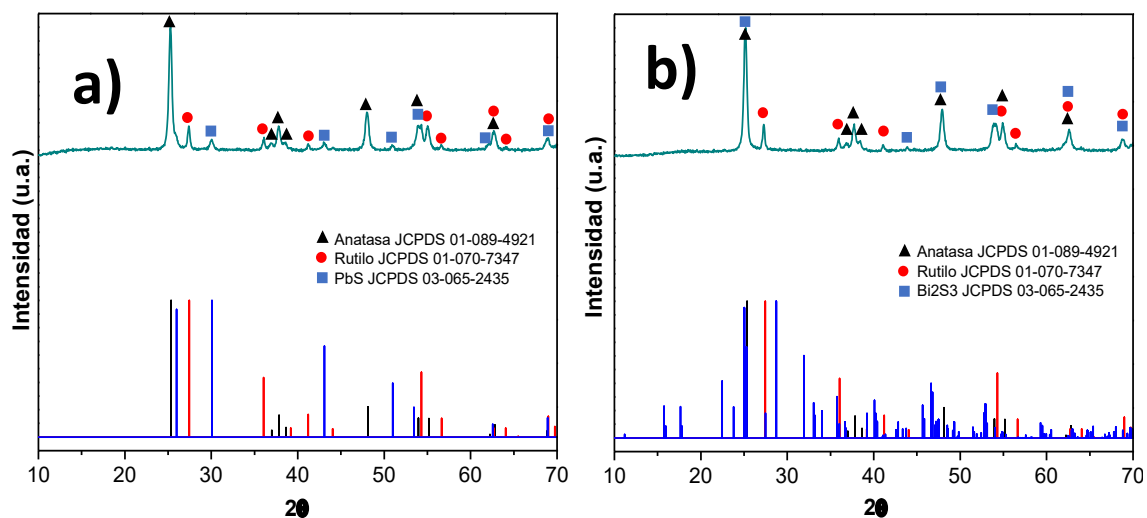 a)
Intensidad (u.a.)
Anatasa JCPDS 01-089-4921
Rutilo JCPDS 01-070-7347
PbS JCPDS 03-065-2435
10 20 30 40 50 60 70
2θ
b)
Intensidad (u.a.)
Anatasa JCPDS 01-089-4921
Rutilo JCPDS 01-070-7347
Bi2S3 JCPDS 03-065-2435
10 20 30 40 50 60 70
2θ